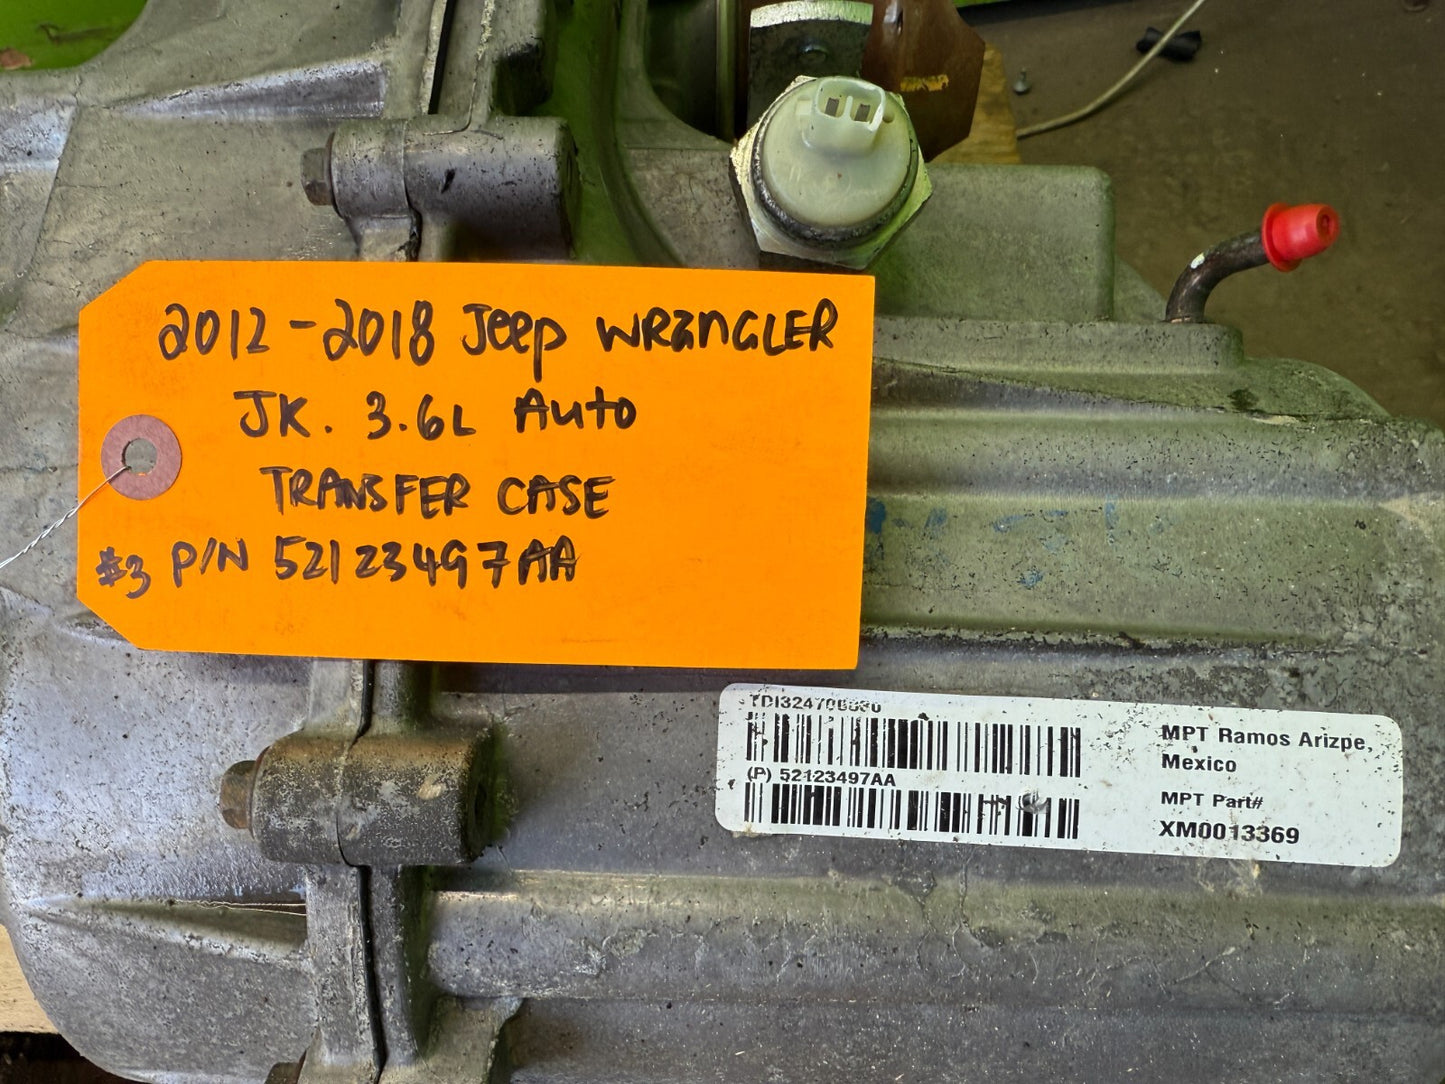 2012-2018 Jeep WRANGLER
JK. 3.6L Auto
TRANSFER CASE
#3 P/N 52123497AA
(P) 52123497AA
MPT Ramos Arizpe,
Mexico
MPT Part#
XM0013369